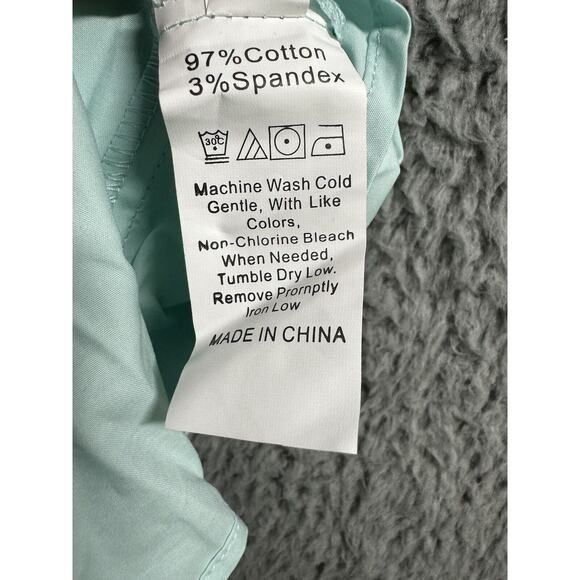 97%Cotton
3%Spandex
30C
Machine Wash Cold
Gentle, With Like
Colors,
Non-Chlorine Bleach
When Needed,
Tumble Dry Low.
Remove Prornptly
Iron Low
MADE IN CHINA